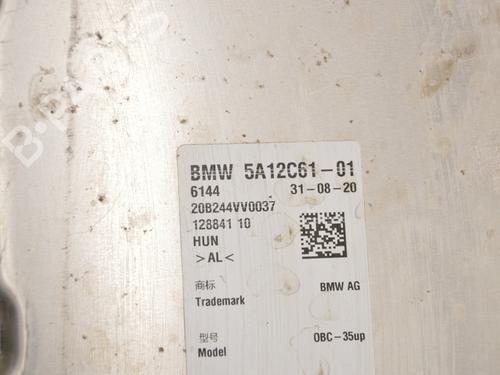 B-Parts
BMW 5A12C61-01
6144 31-08-20
20B244VV0037
128841 10
HUN
>AL<
商标 BMW AG
Trademark
型号 OBC-35up
Model